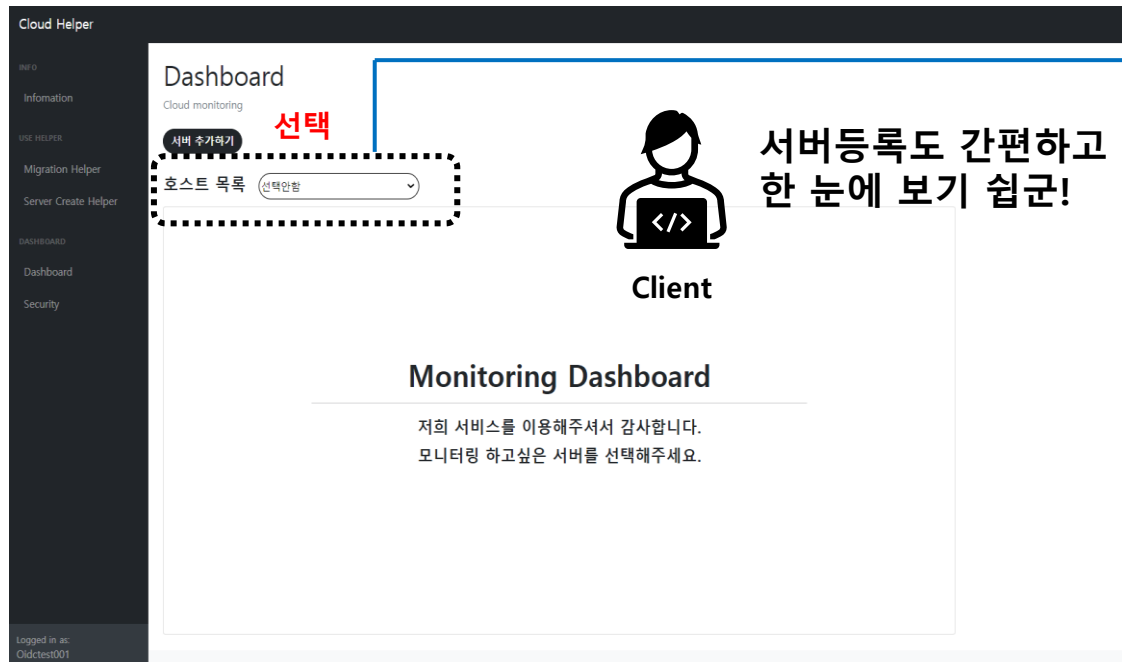 Cloud Helper
INFO
Infomation
USE HELPER
Migration Helper
Server Create Helper
DASHBOARD
Dashboard
Security
Logged in as:
Oidctest001
Dashboard
Cloud monitoring
선택
서버 추가하기
호스트 목록 선택안함
</>
Client
서버등록도 간편하고
한 눈에 보기 쉽군!
Monitoring Dashboard
저희 서비스를 이용해주셔서 감사합니다.
모니터링 하고싶은 서버를 선택해주세요.